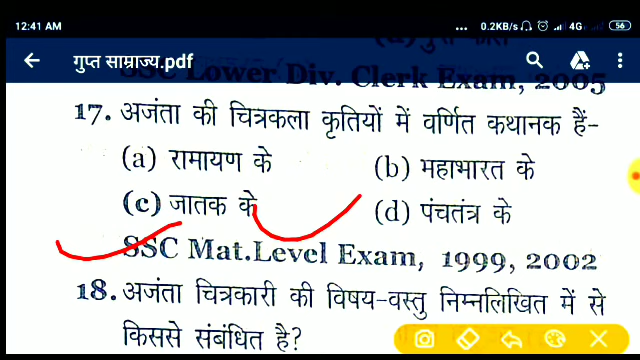 12:41 AM ... 0.2KB/s 4G 56
गुप्त साम्राज्य.pdf
SSC Lower Div. Clerk Exam, 2005
17. अजंता की चित्रकला कृतियों में वर्णित कथानक हैं-
(a) रामायण के (b) महाभारत के
(c) जातक के (d) पंचतंत्र के
SSC Mat.Level Exam, 1999, 2002
18. अजंता चित्रकारी की विषय-वस्तु निम्नलिखित में से
किससे संबंधित है?